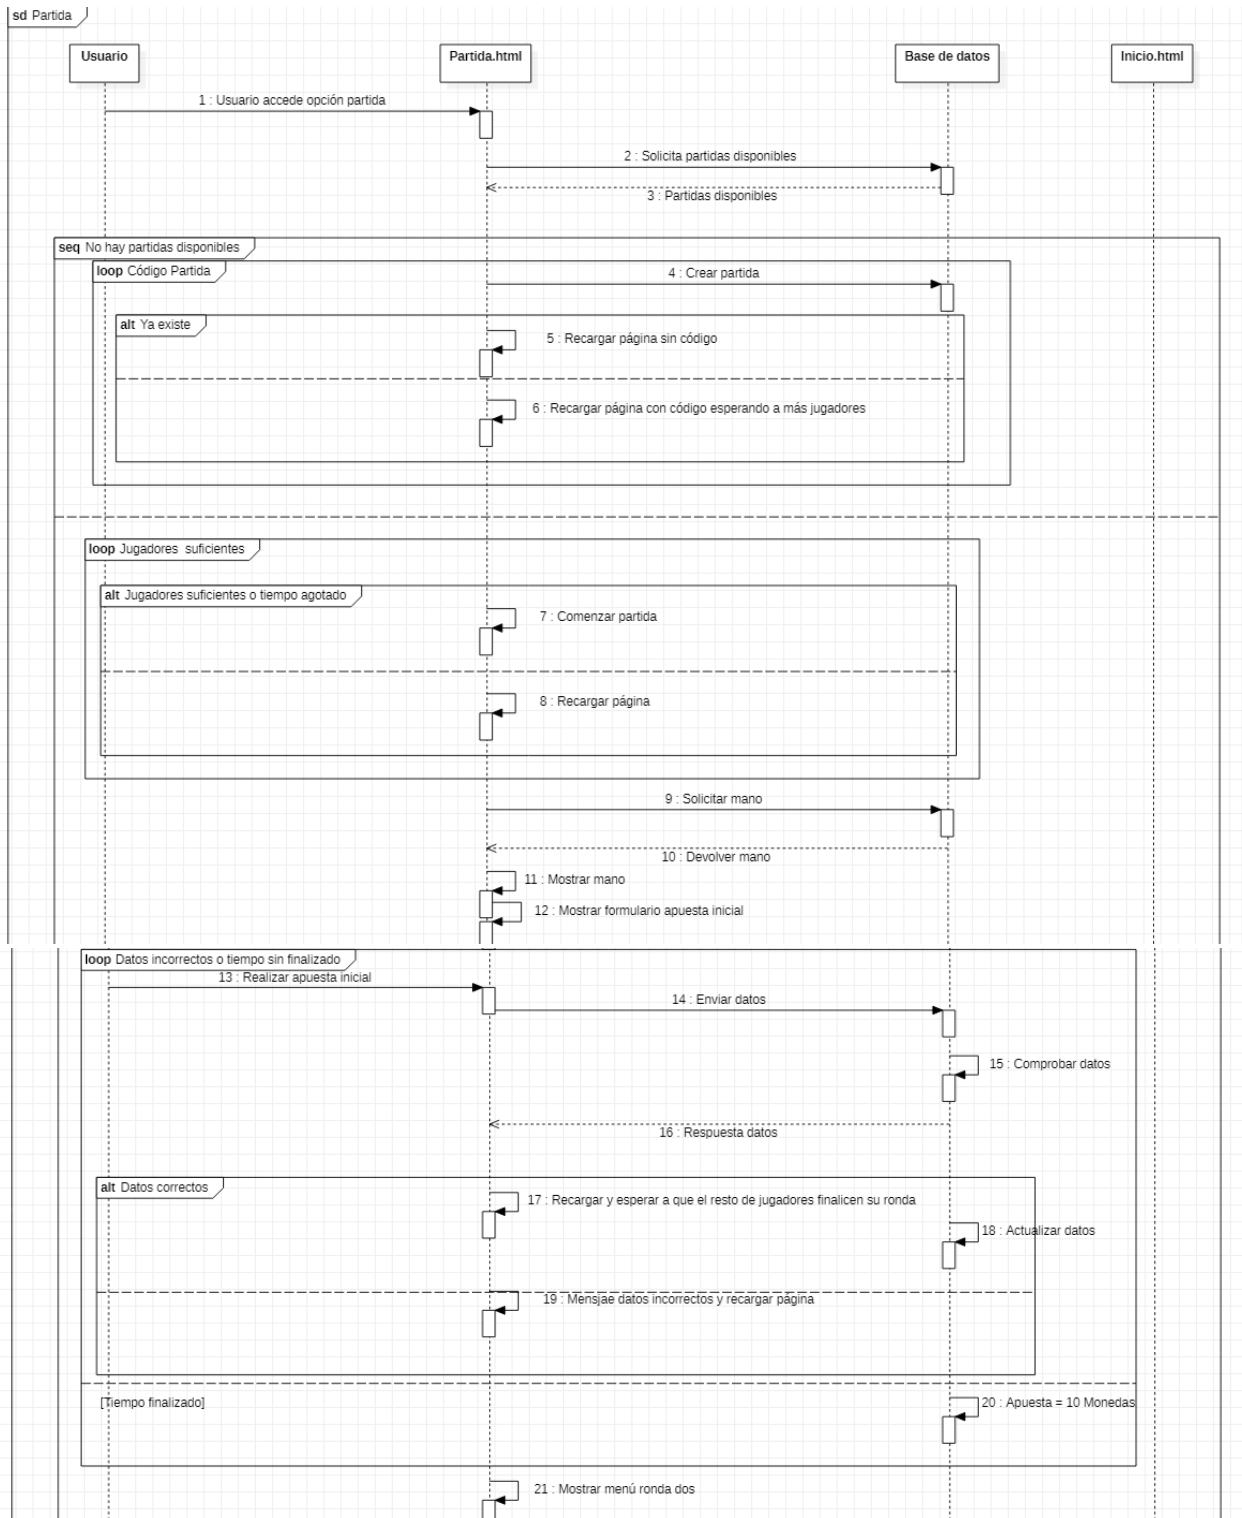 sd Partida
Usuario
Partida.html
Base de datos
Inicio.html
1 : Usuario accede opción partida
2 : Solicita partidas disponibles
3 : Partidas disponibles
seq No hay partidas disponibles
loop Código Partida
4 : Crear partida
alt Ya existe
5 : Recargar página sin código
6 : Recargar página con código esperando a más jugadores
loop Jugadores suficientes
alt Jugadores suficientes o tiempo agotado
7 : Comenzar partida
8 : Recargar página
9 : Solicitar mano
10 : Devolver mano
11 : Mostrar mano
12 : Mostrar formulario apuesta inicial
loop Datos incorrectos o tiempo sin finalizado
13 : Realizar apuesta inicial
14 : Enviar datos
15 : Comprobar datos
16 : Respuesta datos
alt Datos correctos
17 : Recargar y esperar a que el resto de jugadores finalicen su ronda
18 : Actualizar datos
19 : Mensjae datos incorrectos y recargar página
[Tiempo finalizado]
20 : Apuesta = 10 Monedas
21 : Mostrar menú ronda dos